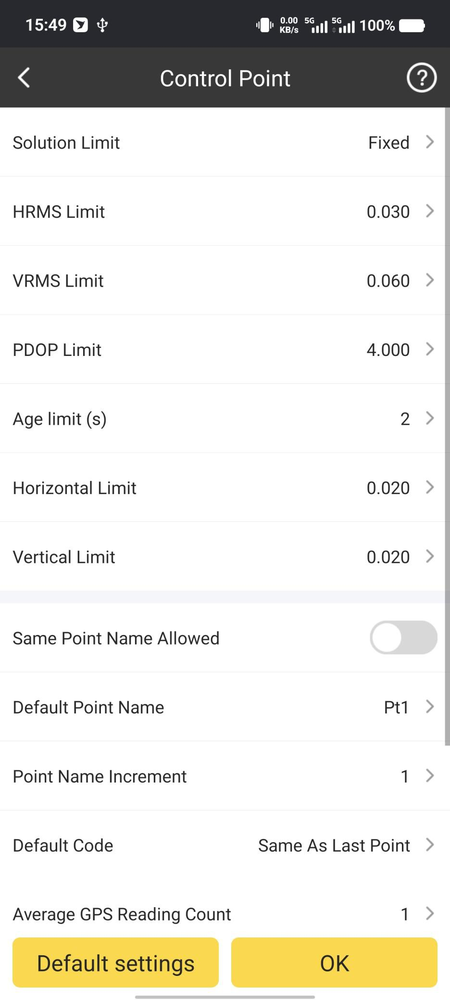 15:49 0.00 KB/s 5G 5G 100%
Control Point
Solution Limit Fixed
HRMS Limit 0.030
VRMS Limit 0.060
PDOP Limit 4.000
Age limit (s) 2
Horizontal Limit 0.020
Vertical Limit 0.020
Same Point Name Allowed
Default Point Name Pt1
Point Name Increment 1
Default Code Same As Last Point
Average GPS Reading Count 1
Default settings OK